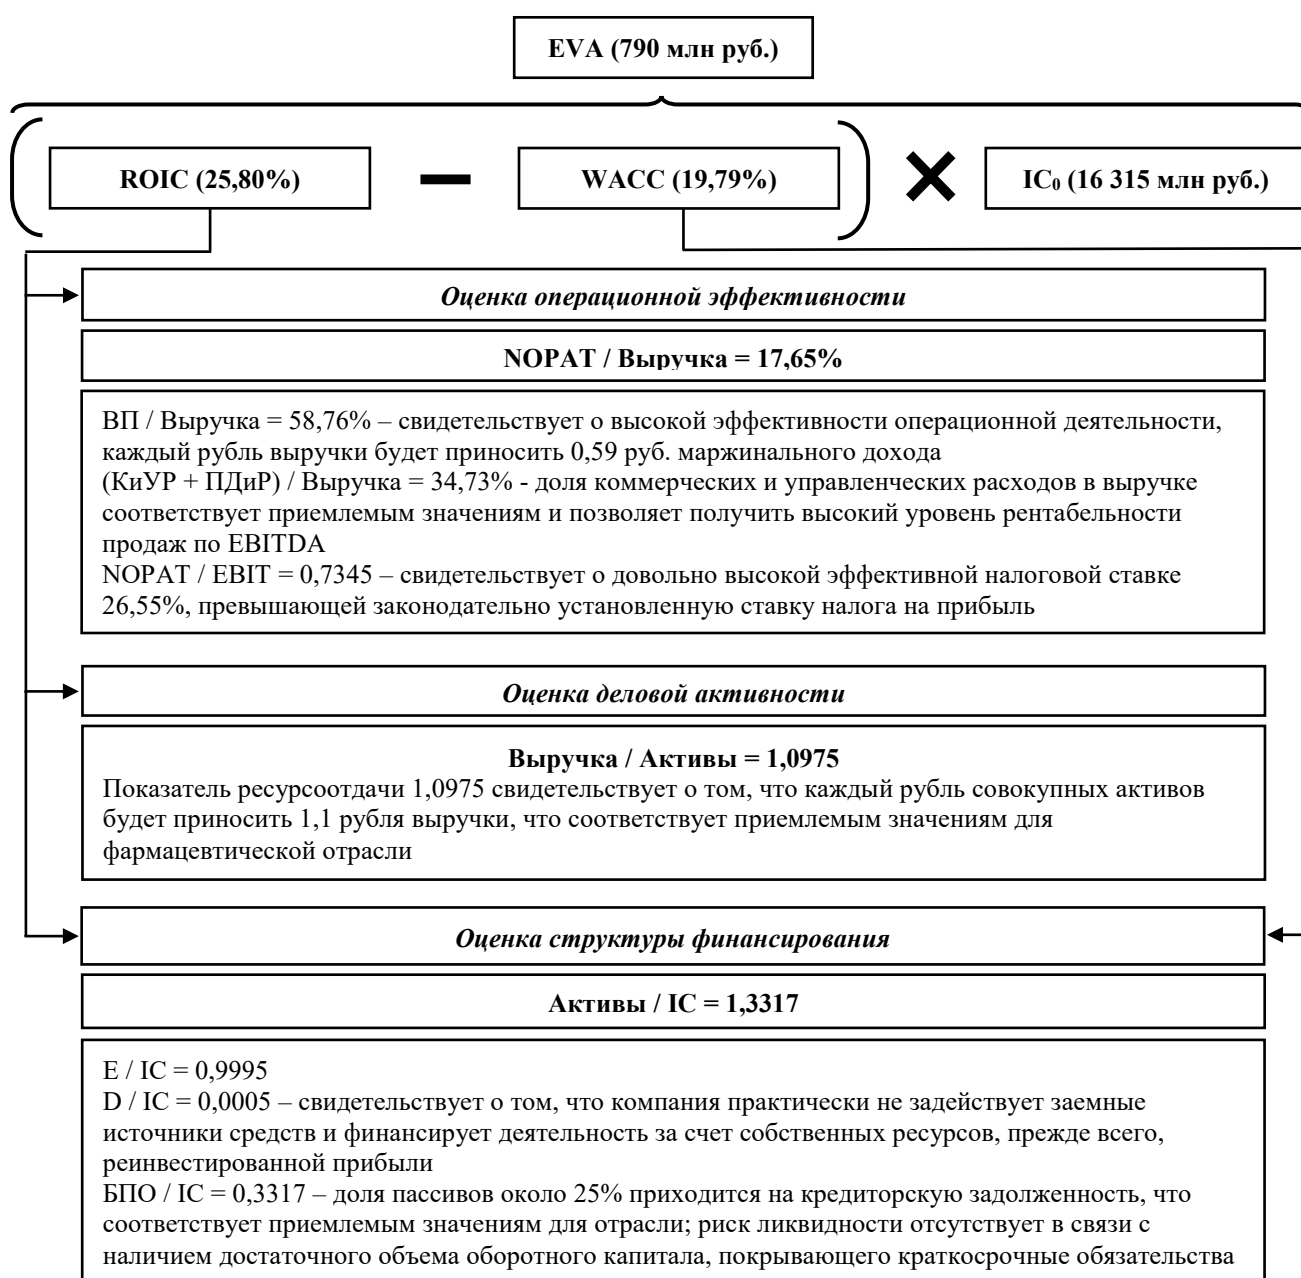 EVA (790 млн руб.)
ROIC (25,80%)
WACC (19,79%)
IC₀ (16 315 млн руб.)
Оценка операционной эффективности
NOPAT / Выручка = 17,65%
ВП / Выручка = 58,76% – свидетельствует о высокой эффективности операционной деятельности,
каждый рубль выручки будет приносить 0,59 руб. маржинального дохода
(КиУР + ПДиР) / Выручка = 34,73% - доля коммерческих и управленческих расходов в выручке
соответствует приемлемым значениям и позволяет получить высокий уровень рентабельности
продаж по EBITDA
NOPAT / EBIT = 0,7345 – свидетельствует о довольно высокой эффективной налоговой ставке
26,55%, превышающей законодательно установленную ставку налога на прибыль
Оценка деловой активности
Выручка / Активы = 1,0975
Показатель ресурсоотдачи 1,0975 свидетельствует о том, что каждый рубль совокупных активов
будет приносить 1,1 рубля выручки, что соответствует приемлемым значениям для
фармацевтической отрасли
Оценка структуры финансирования
Активы / IC = 1,3317
E / IC = 0,9995
D / IC = 0,0005 – свидетельствует о том, что компания практически не задействует заемные
источники средств и финансирует деятельность за счет собственных ресурсов, прежде всего,
реинвестированной прибыли
БПО / IC = 0,3317 – доля пассивов около 25% приходится на кредиторскую задолженность, что
соответствует приемлемым значениям для отрасли; риск ликвидности отсутствует в связи с
наличием достаточного объема оборотного капитала, покрывающего краткосрочные обязательства